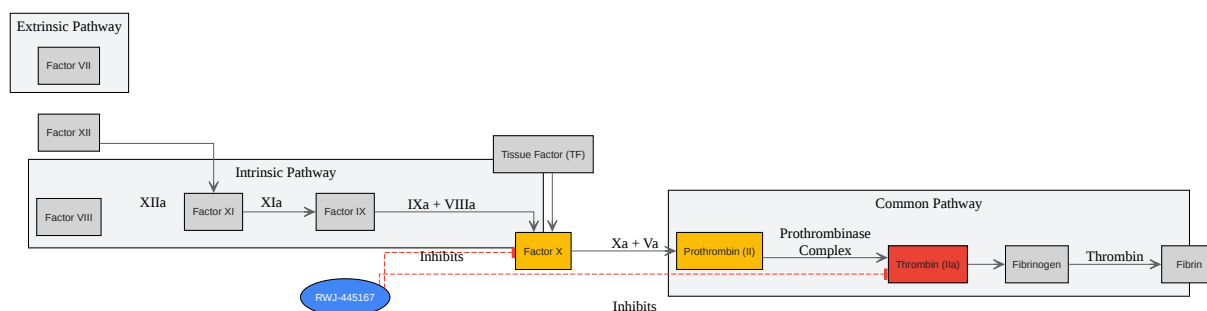 Extrinsic Pathway
Factor VII
Factor XII
Tissue Factor (TF)
Intrinsic Pathway
Factor VIII
XIIa
Factor XI
XIa
Factor IX
IXa + VIIIa
Factor X
Inhibits
RWJ-445167
Xa + Va
Common Pathway
Prothrombin (II)
Prothrombinase
Complex
Thrombin (IIa)
Fibrinogen
Thrombin
Fibrin
Inhibits